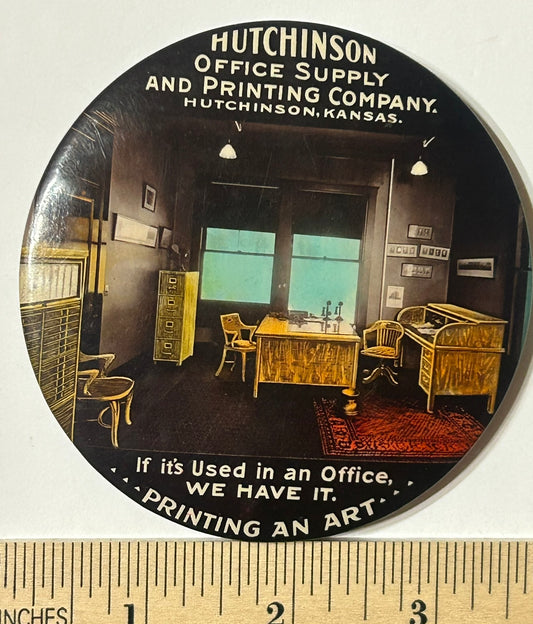 HUTCHINSON
OFFICE SUPPLY
AND PRINTING COMPANY.
HUTCHINSON, KANSAS.
If it's Used in an Office,
WE HAVE IT.
PRINTING AN ART
INCHES 1 2 3